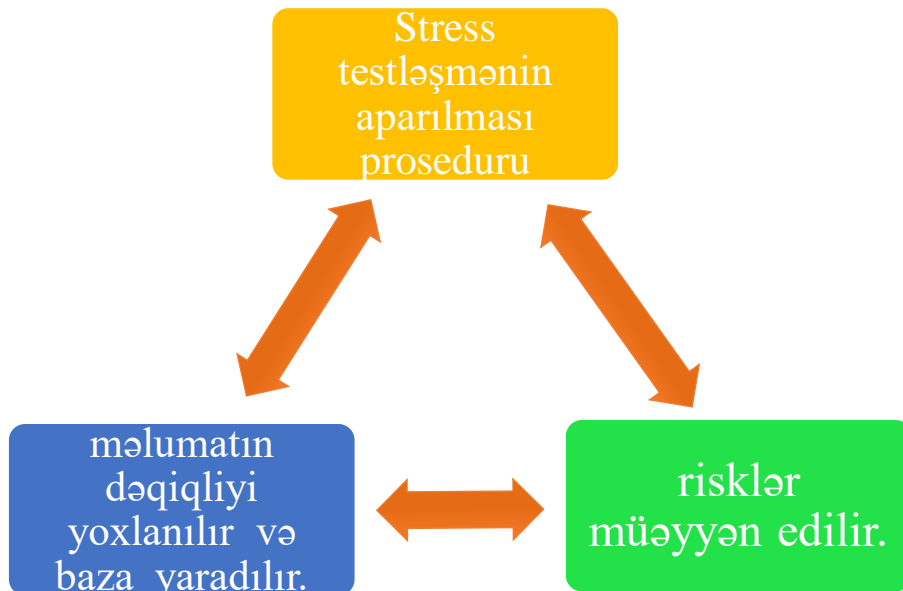 Stress
testləşmənin
aparılması
proseduru
məlumatın
dəqiqliyi
yoxlanılır və
baza yaradılır.
risklər
müəyyən edilir.